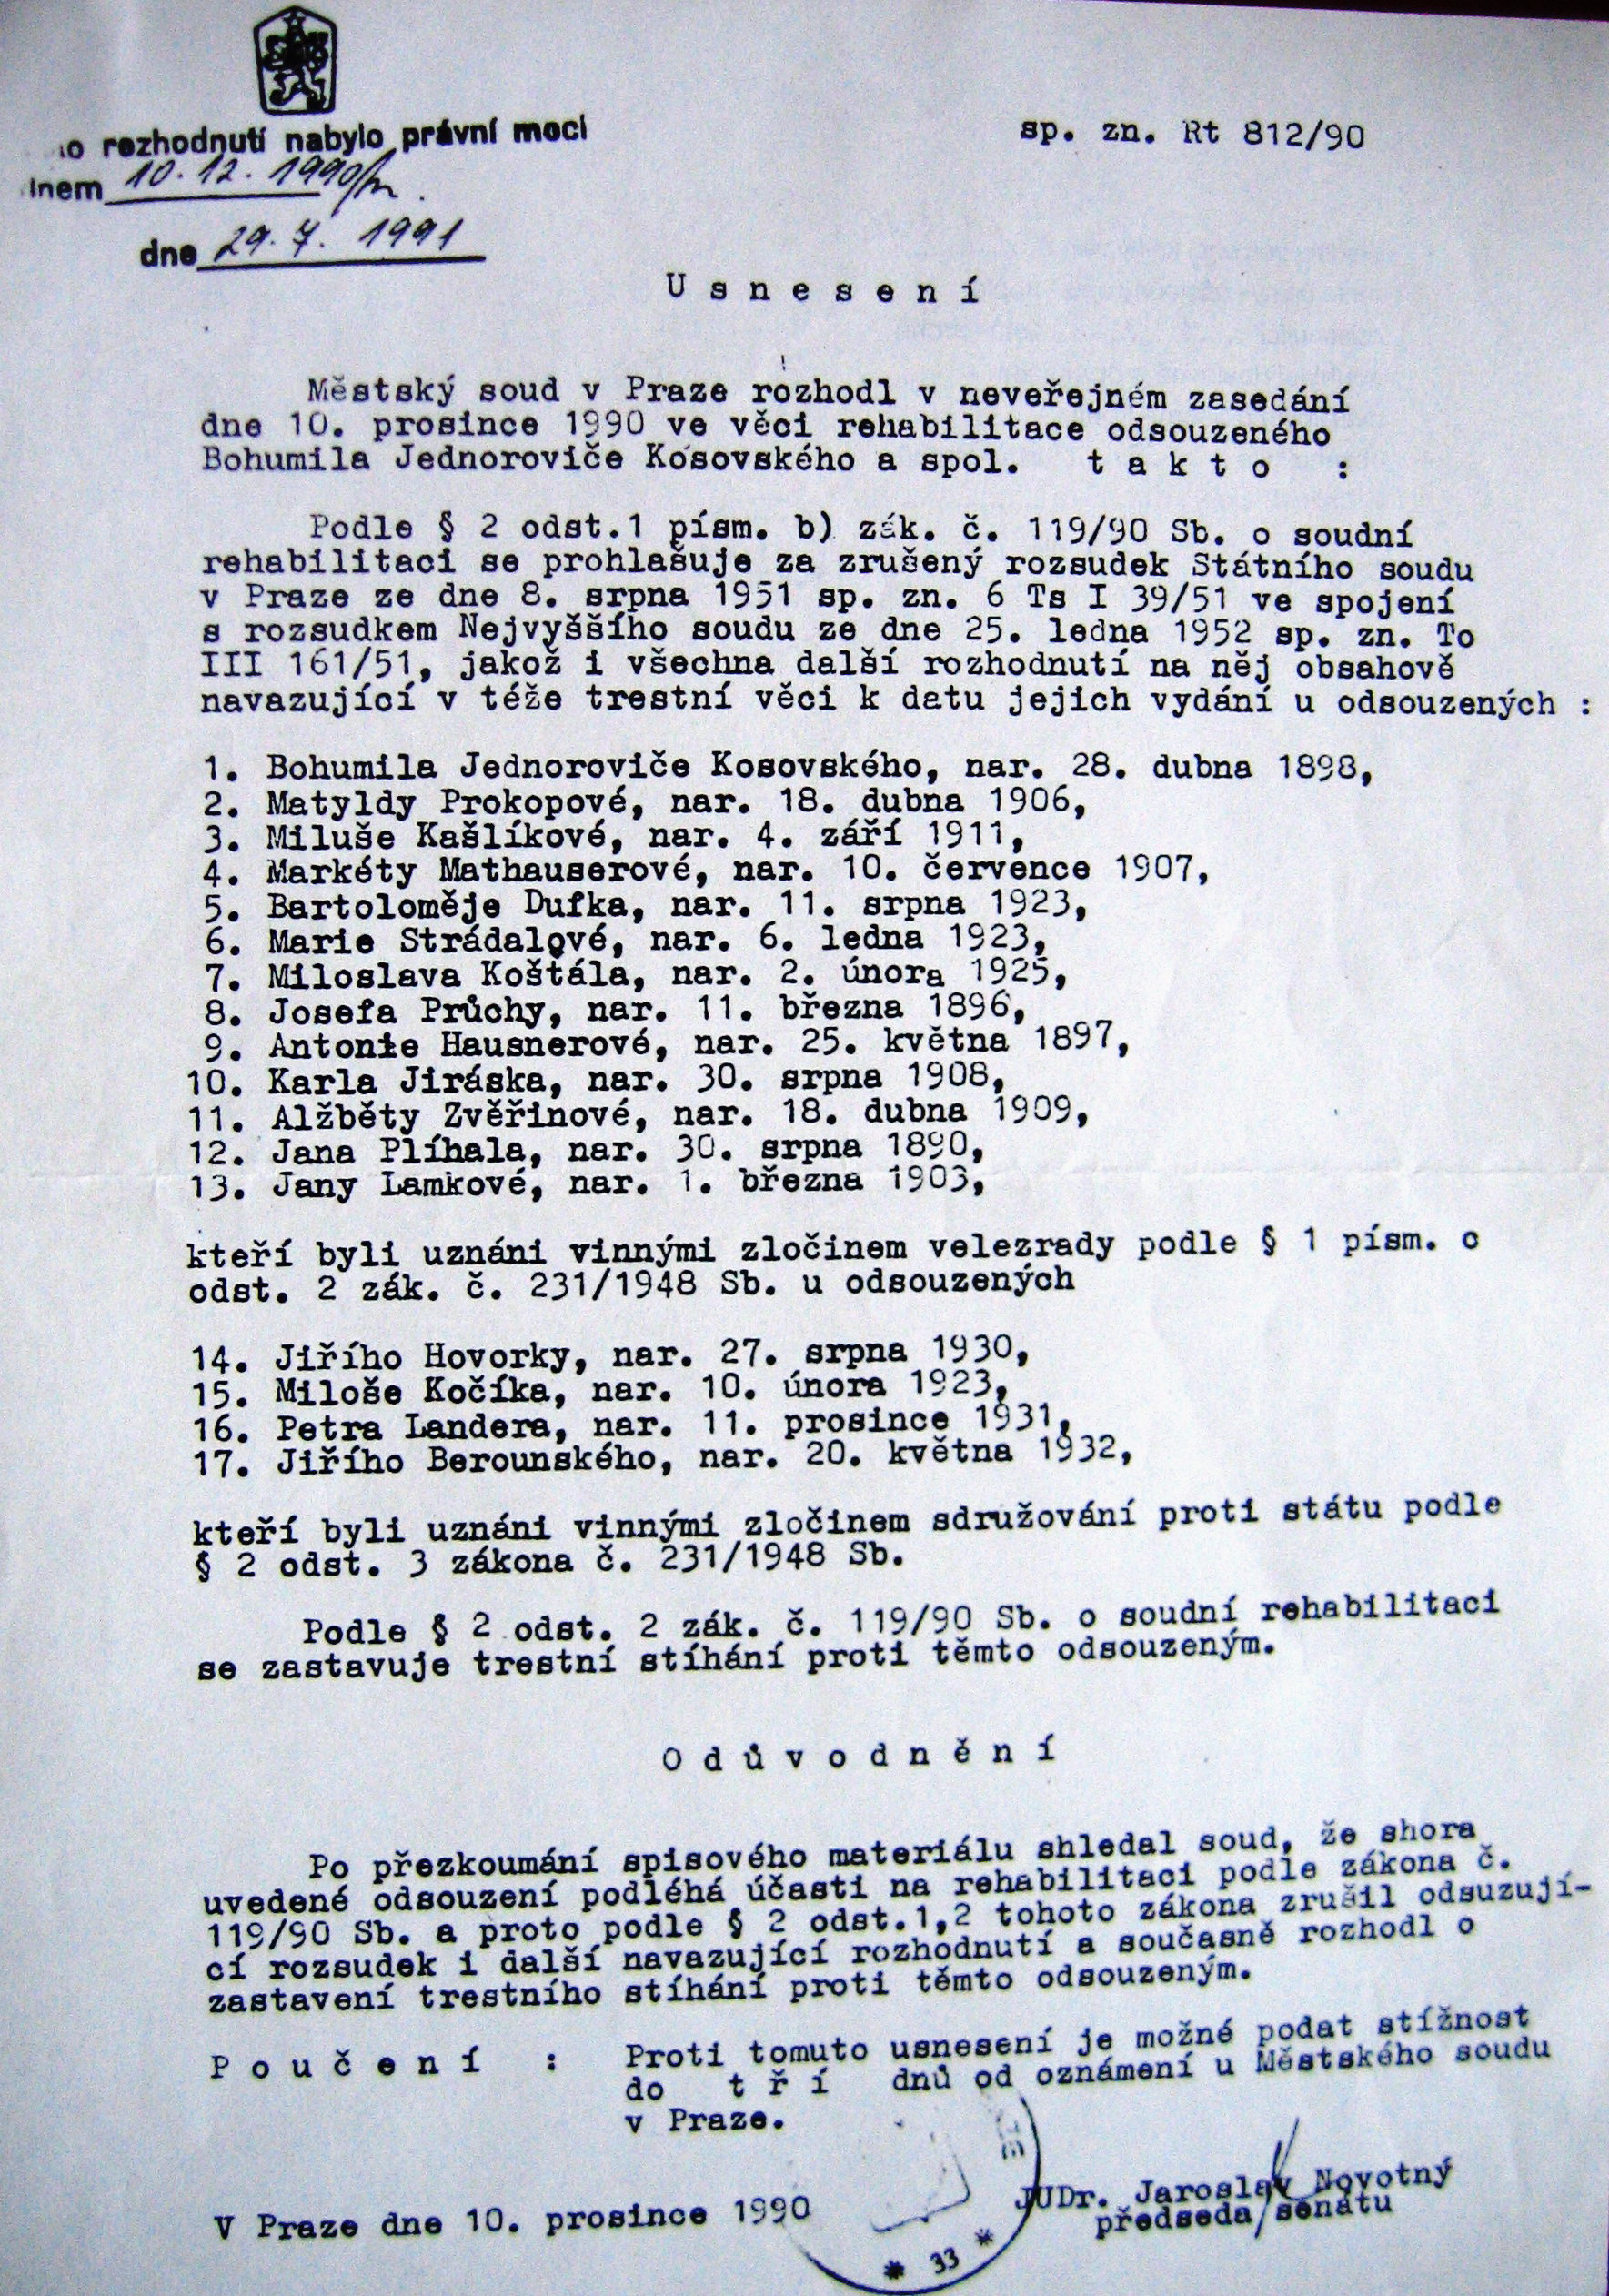 rozhodnutí nabylo právní moci
sp. zn. Rt 812/90
10.12.1990
dne 29.7.1991
Usnesení
Městský soud v Praze rozhodl v neveřejném zasedání
dne 10. prosince 1990 ve věci rehabilitace odsouzeného
Bohumila Jednoroviče Kosovského a spol. takto :
Podle § 2 odst.1 písm. b) zák. č. 119/90 Sb. o soudní
rehabilitaci se prohlašuje za zrušený rozsudek Státního soudu
v Praze ze dne 8. srpna 1951 sp. zn. 6 Ts I 39/51 ve spojení
s rozsudkem Nejvyššího soudu ze dne 25. ledna 1952 sp. zn. To
III 161/51, jakož i všechna další rozhodnutí na něj obsahově
navazující v téže trestní věci k datu jejich vydání u odsouzených :
1. Bohumila Jednoroviče Kosovského, nar. 28. dubna 1898,
2. Matyldy Prokopové, nar. 18. dubna 1906,
3. Miluše Kašlíkové, nar. 4. září 1911,
4. Markéty Mathauserové, nar. 10. července 1907,
5. Bartoloměje Dufka, nar. 11. srpna 1923,
6. Marie Strádalové, nar. 6. ledna 1923,
7. Miloslava Koštála, nar. 2. února 1925,
8. Josefa Průchy, nar. 11. března 1896,
9. Antonie Hausnerové, nar. 25. května 1897,
10. Karla Jiráska, nar. 30. srpna 1908,
11. Alžběty Zvěřinové, nar. 18. dubna 1909,
12. Jana Plíhala, nar. 30. srpna 1890,
13. Jany Lamkové, nar. 1. března 1903,
kteří byli uznáni vinnými zločinem velezrady podle § 1 písm. c
odst. 2 zák. č. 231/1948 Sb. u odsouzených
14. Jiřího Hovorky, nar. 27. srpna 1930,
15. Miloše Kočíka, nar. 10. února 1923,
16. Petra Landera, nar. 11. prosince 1931,
17. Jiřího Berounského, nar. 20. května 1932,
kteří byli uznáni vinnými zločinem sdružování proti státu podle
§ 2 odst. 3 zákona č. 231/1948 Sb.
Podle § 2 odst. 2 zák. č. 119/90 Sb. o soudní rehabilitaci
se zastavuje trestní stíhání proti těmto odsouzeným.
Odůvodnění
Po přezkoumání spisového materiálu shledal soud, že shora
uvedené odsouzení podléhá účasti na rehabilitaci podle zákona č.
119/90 Sb. a proto podle § 2 odst.1,2 tohoto zákona zrušil odsuzují-
cí rozsudek i další navazující rozhodnutí a současně rozhodl o
zastavení trestního stíhání proti těmto odsouzeným.
Poučení : Proti tomuto usnesení je možné podat stížnost
do tří dnů od oznámení u Městského soudu
v Praze.
V Praze dne 10. prosince 1990
JUDr. Jaroslav Novotný
předseda senátu
* 33 *